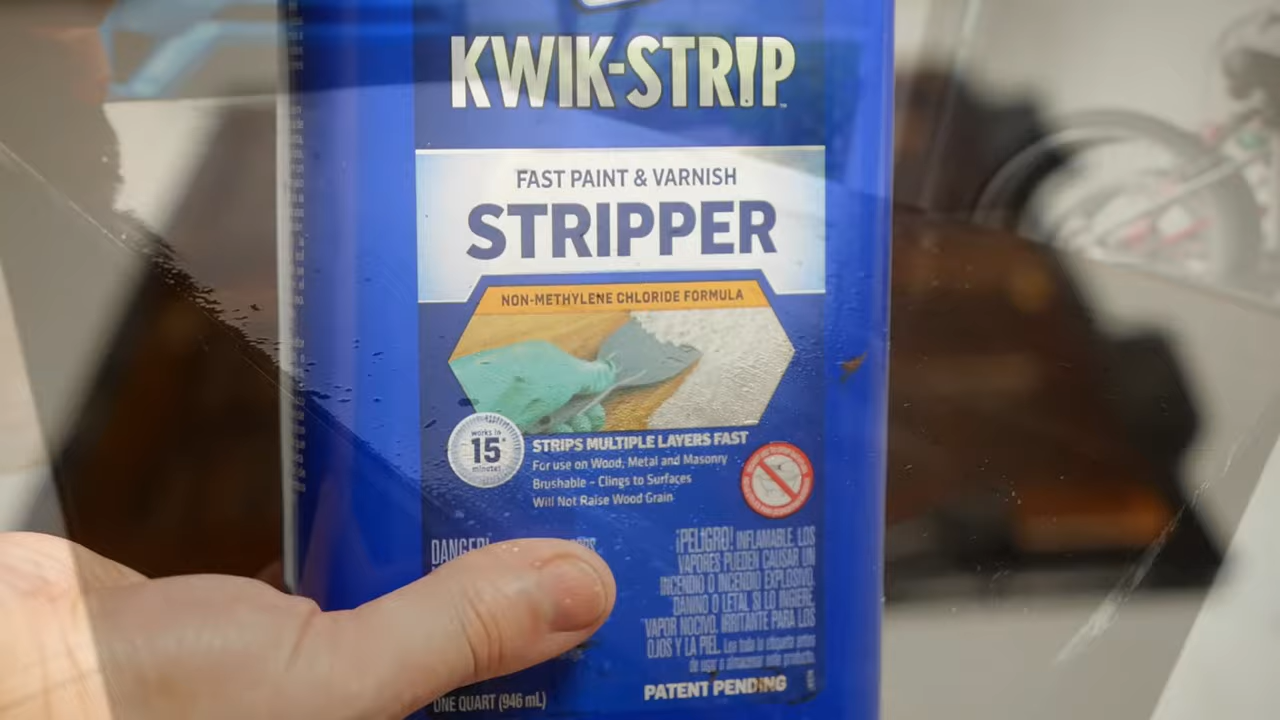 KWIK-STRIP
FAST PAINT & VARNISH
STRIPPER
NON-METHYLENE CHLORIDE FORMULA
works in
15*
minutes
STRIPS MULTIPLE LAYERS FAST
For use on Wood, Metal and Masonry
Brushable – Clings to Surfaces
Will Not Raise Wood Grain
DANGER!
¡PELIGRO! INFLAMABLE. LOS
VAPORES PUEDEN CAUSAR UN
INCENDIO O INCENDIO EXPLOSIVO.
DANINO O LETAL SI LO INGIERE.
VAPOR NOCIVO. IRRITANTE PARA LOS
OJOS Y LA PIEL. Lea toda la etiqueta antes
de usar o almacenar este producto.
PATENT PENDING
ONE QUART (946 mL)